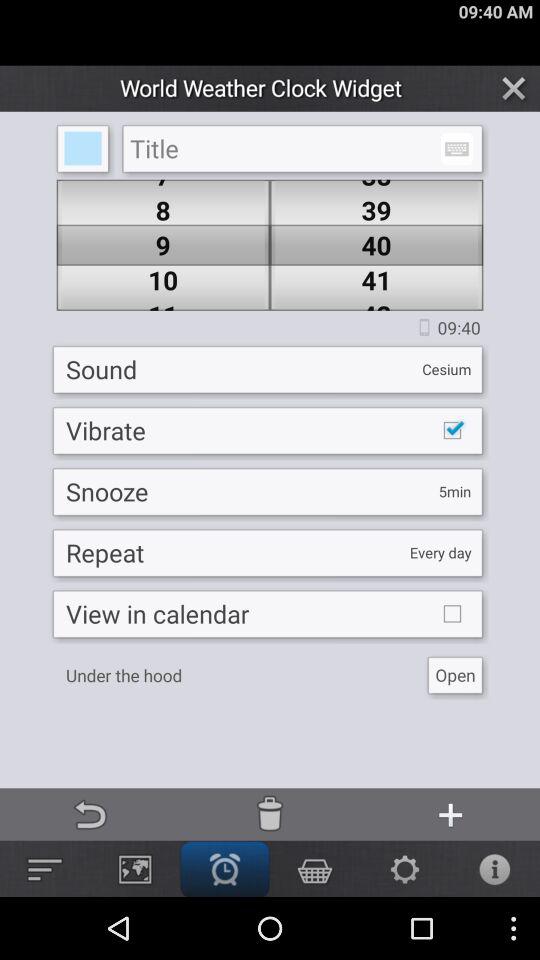 09:40 AM
World Weather Clock Widget
Title
8 39
9 40
10 41
09:40
Sound Cesium
Vibrate
Snooze 5min
Repeat Every day
View in calendar
Under the hood Open